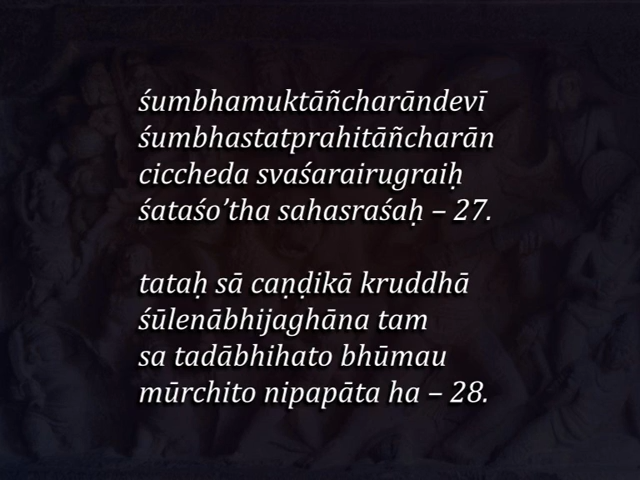 śumbhamuktāñcharāndevī
śumbhastatprahitāñcharān
ciccheda svaśarairugraiḥ
śataśo’tha sahasraśaḥ – 27.
tataḥ sā caṇḍikā kruddhā
śūlenābhijaghāna tam
sa tadābhihato bhūmau
mūrchito nipapāta ha – 28.